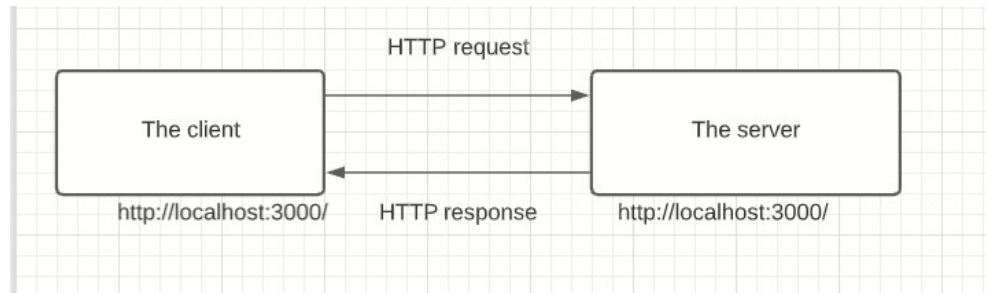 HTTP request
The client
The server
http://localhost:3000/
HTTP response
http://localhost:3000/